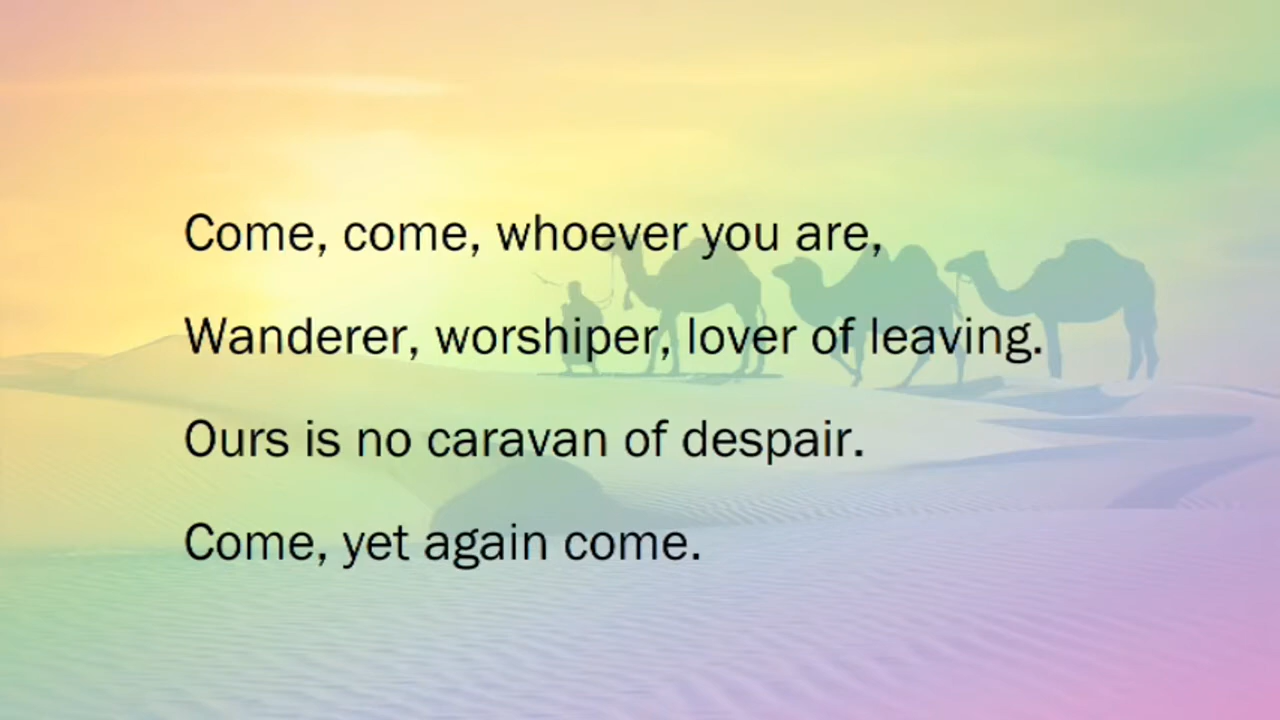 Come, come, whoever you are,
Wanderer, worshiper, lover of leaving.
Ours is no caravan of despair.
Come, yet again come.